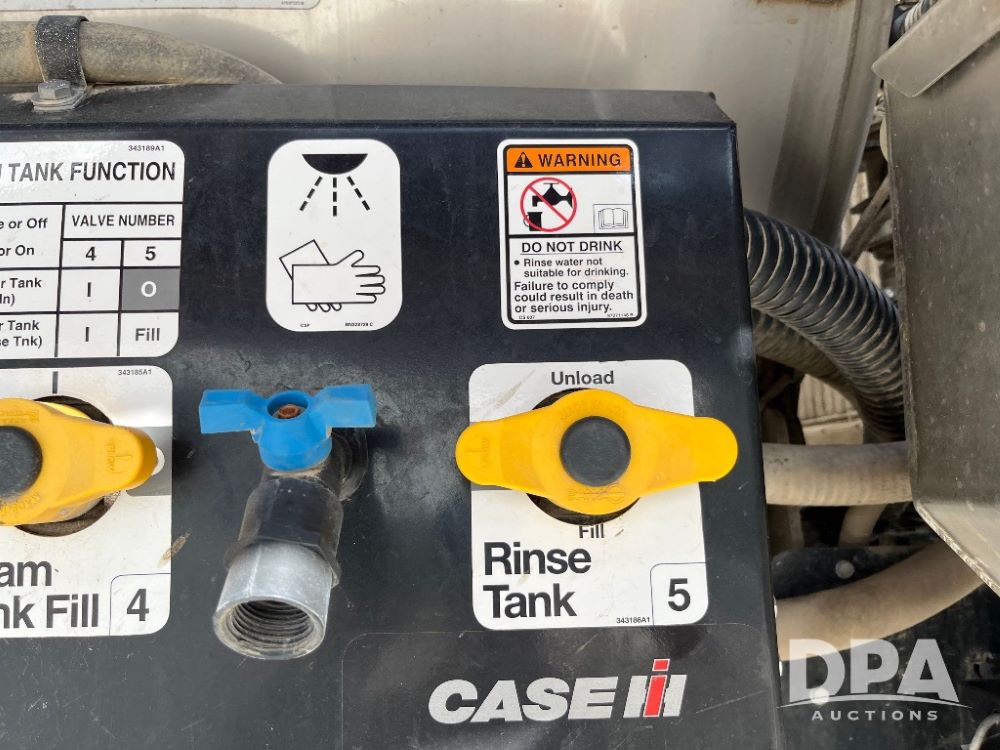 343189A1
TANK FUNCTION
e or Off
VALVE NUMBER
or On
4
5
r Tank
In)
I
O
r Tank
se Tnk)
I
Fill
343185A1
am
nk Fill
4
WARNING
DO NOT DRINK
• Rinse water not
suitable for drinking.
Failure to comply
could result in death
or serious injury.
Unload
Fill
Rinse
Tank
5
343186A1
CASE IH
DPA
AUCTIONS